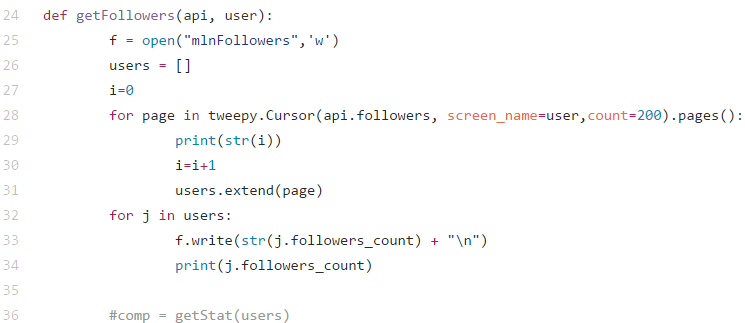 24 def getFollowers(api, user):
25 f = open("mlnFollowers",'w')
26 users = []
27 i=0
28 for page in tweepy.Cursor(api.followers, screen_name=user,count=200).pages():
29 print(str(i))
30 i=i+1
31 users.extend(page)
32 for j in users:
33 f.write(str(j.followers_count) + "\n")
34 print(j.followers_count)
35
36 #comp = getStat(users)